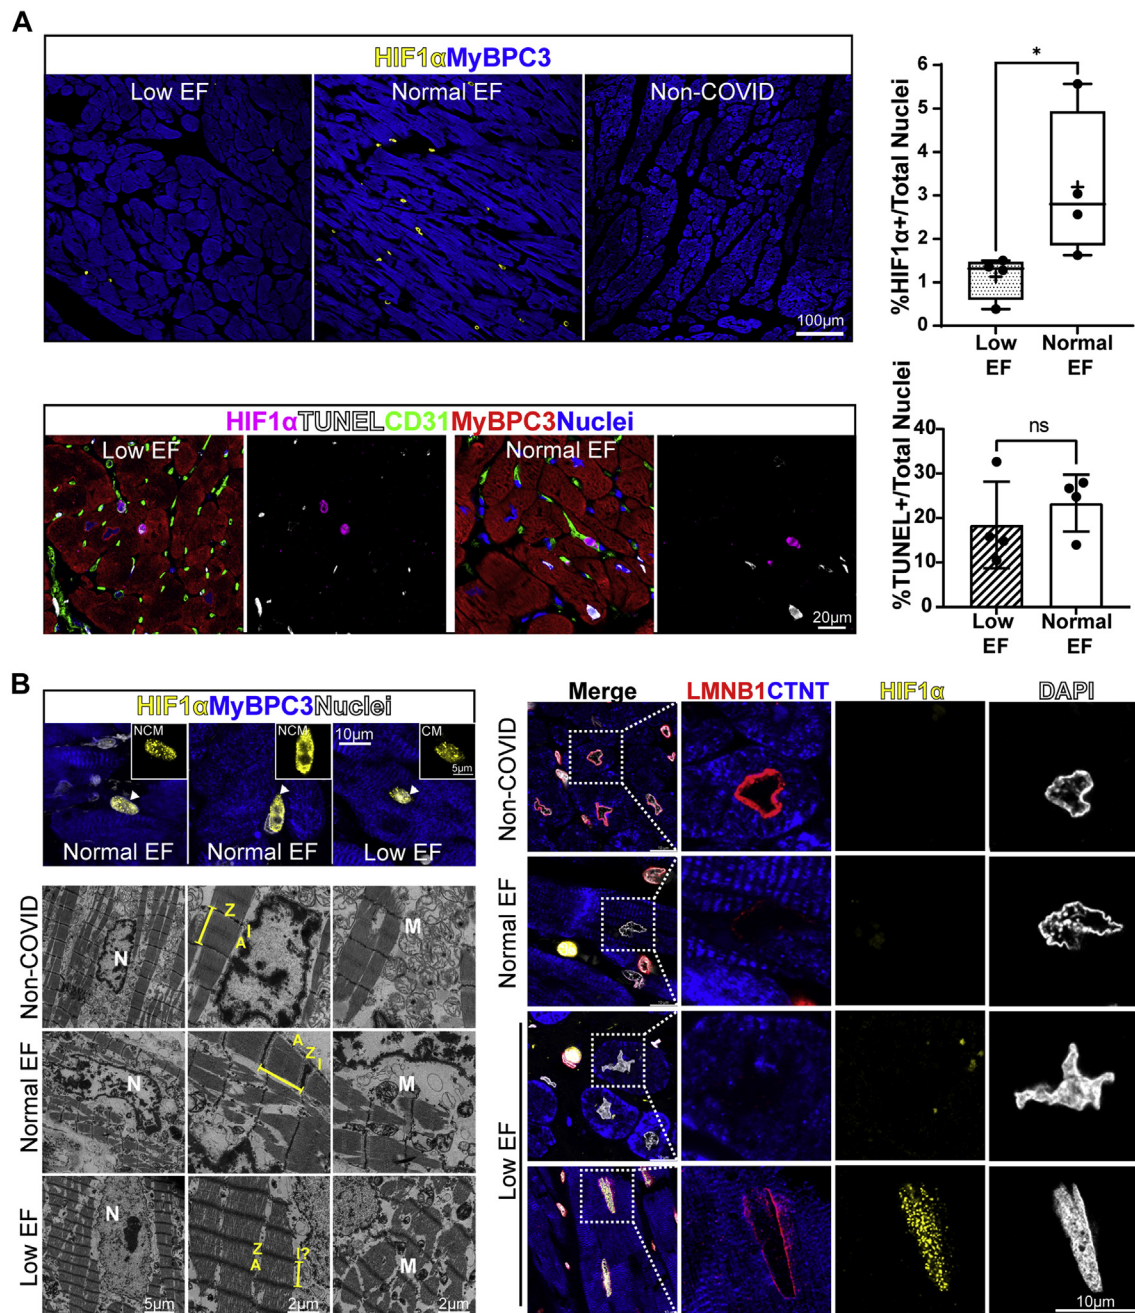 A
HIF1αMyBPC3
Low EF
Normal EF
Non-COVID
100µm
%HIF1α+/Total Nuclei
6
5
4
3
2
1
0
*
Low EF
Normal EF
HIF1αTUNELCD31MyBPC3Nuclei
Low EF
Normal EF
20µm
%TUNEL+/Total Nuclei
40
30
20
10
0
ns
Low EF
Normal EF
B
HIF1αMyBPC3Nuclei
NCM
NCM
10µm
CM
5µm
Normal EF
Normal EF
Low EF
Non-COVID
N
Z
I
A
M
Normal EF
N
A
Z
I
M
Low EF
N
Z
A
I?
M
5µm
2µm
2µm
Merge
LMNB1CTNT
HIF1α
DAPI
Non-COVID
Normal EF
Low EF
10µm